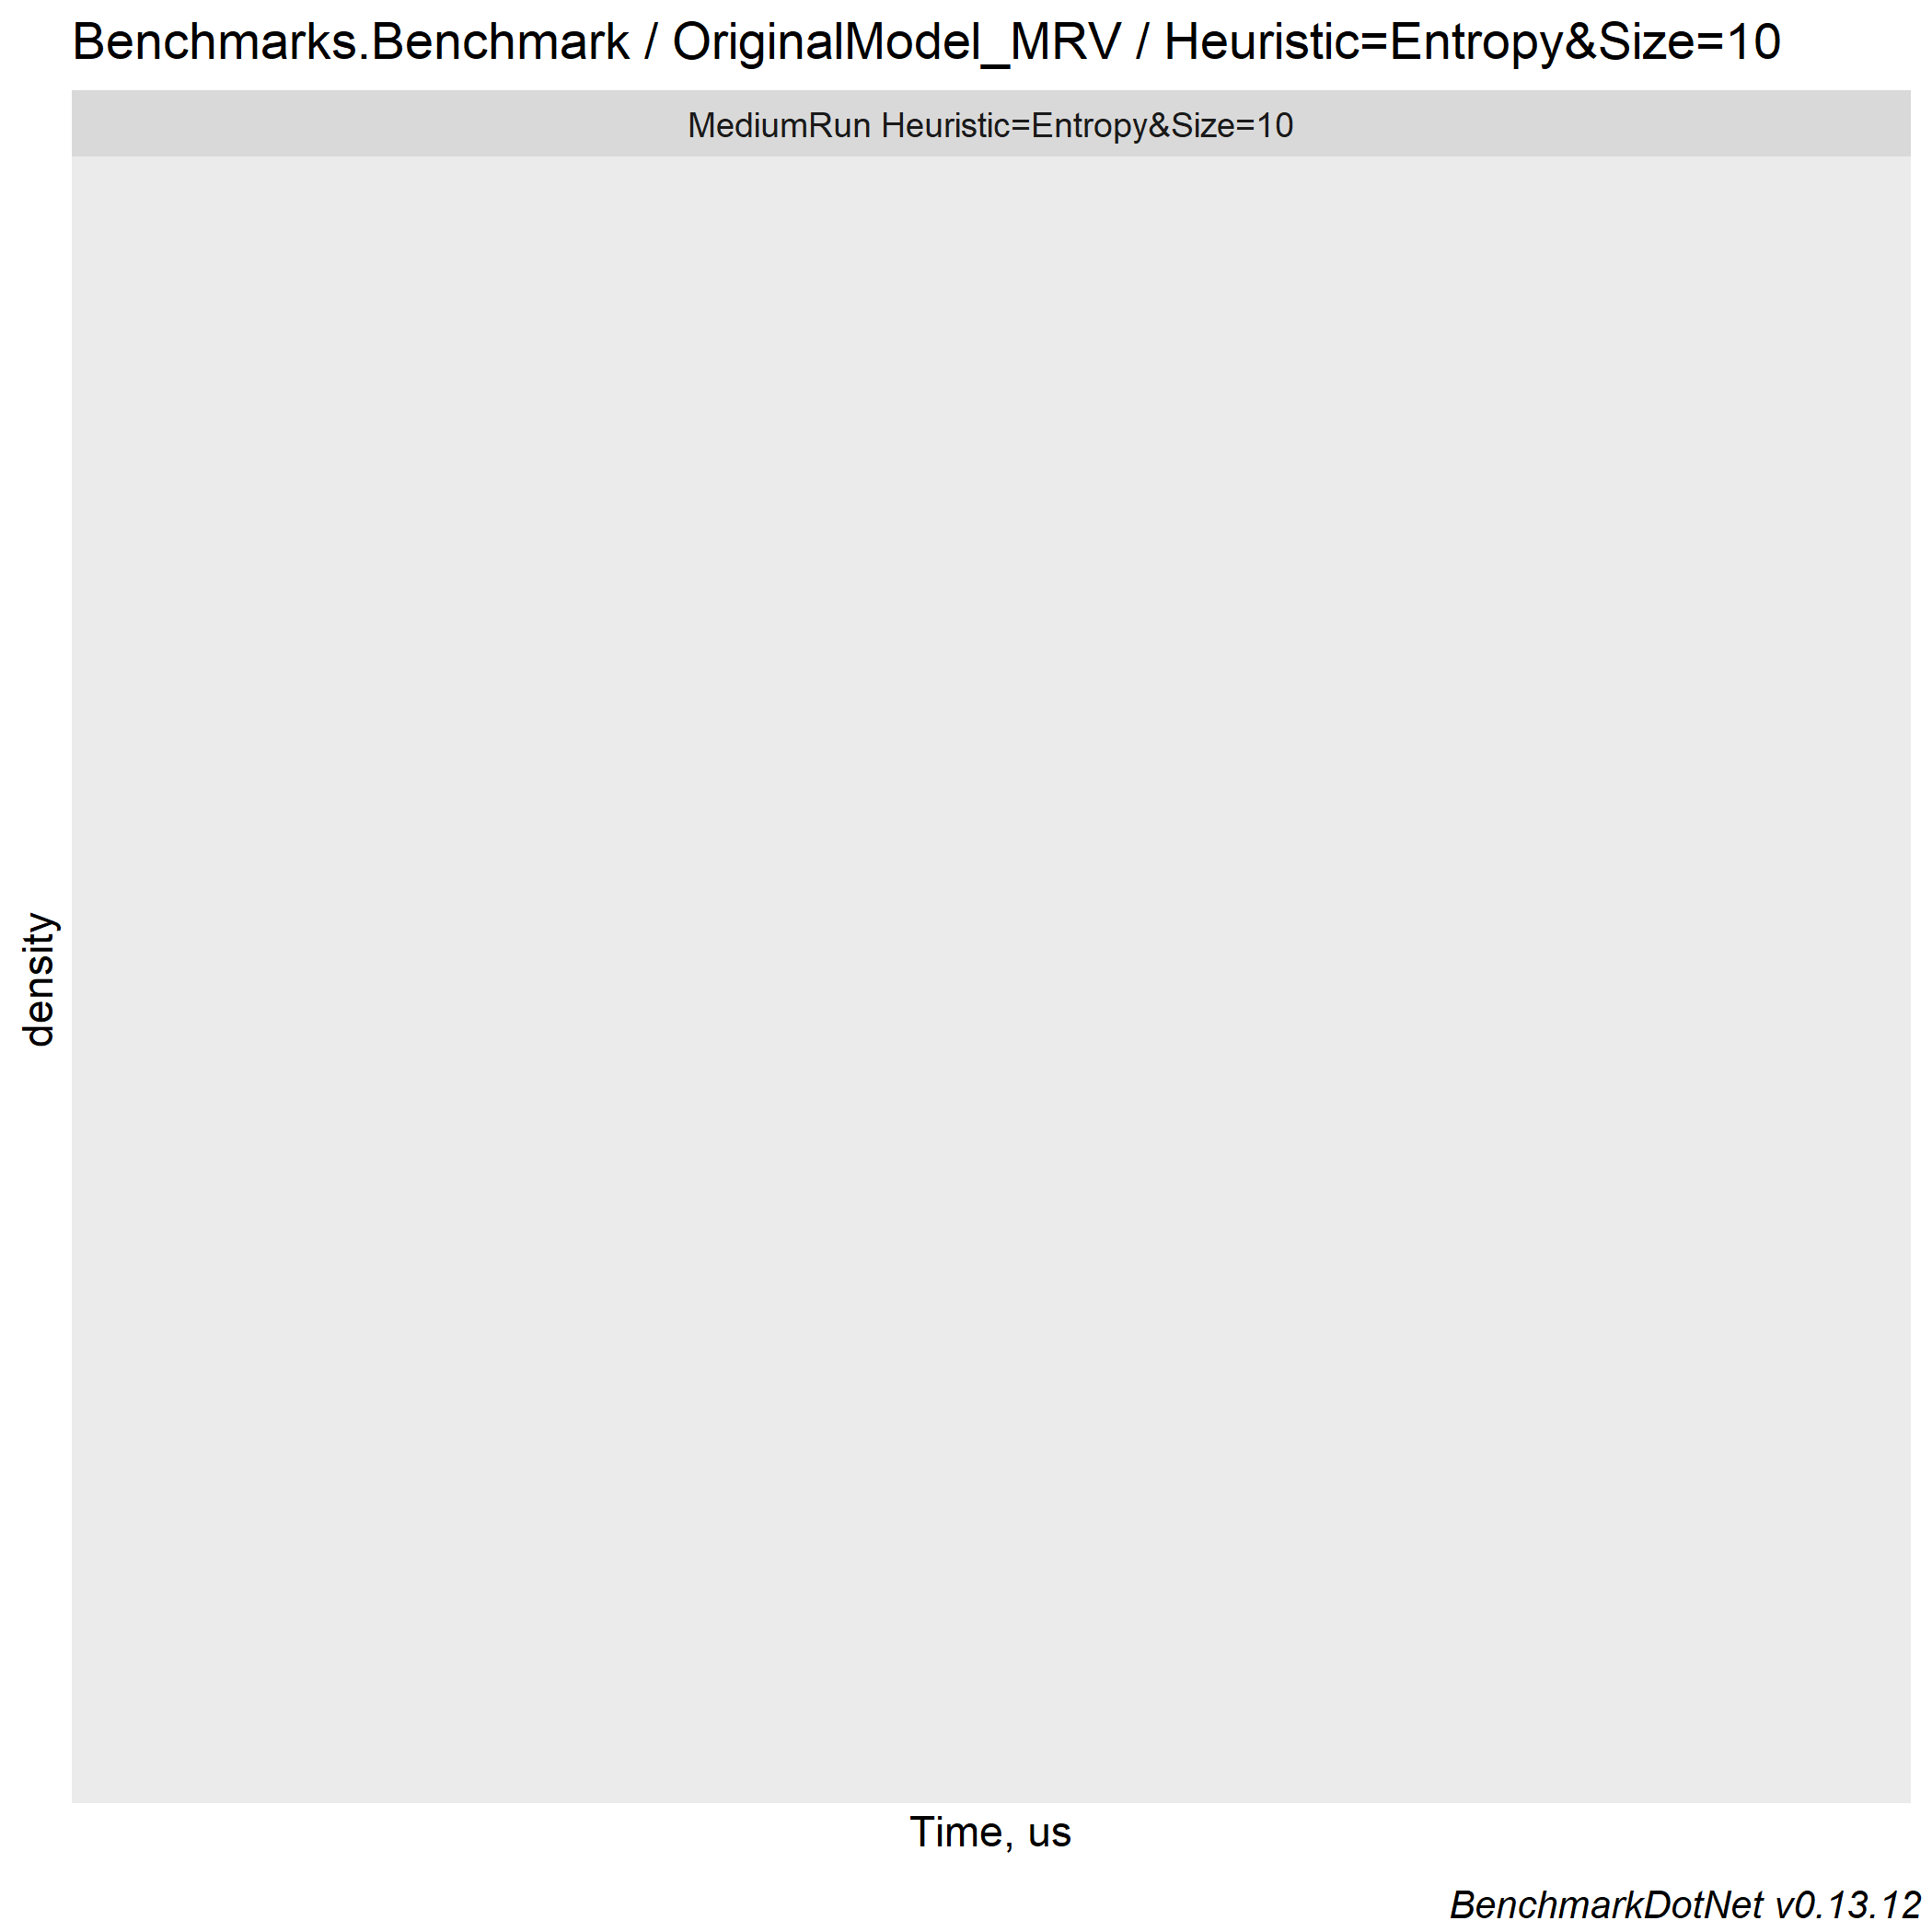 Benchmarks.Benchmark / OriginalModel_MRV / Heuristic=Entropy&Size=10
MediumRun Heuristic=Entropy&Size=10
density
Time, us
BenchmarkDotNet v0.13.12